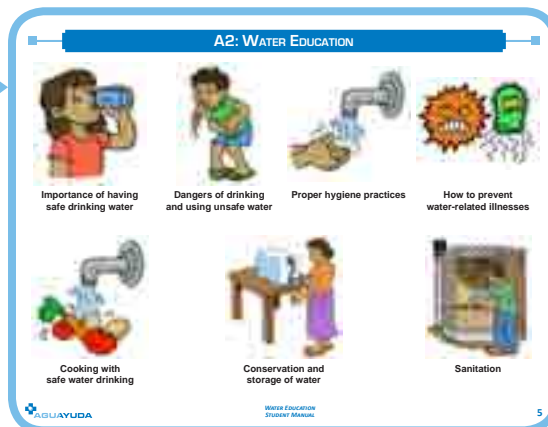 A2: WATER EDUCATION
Importance of having
safe drinking water
Dangers of drinking
and using unsafe water
Proper hygiene practices
How to prevent
water-related illnesses
Cooking with
safe water drinking
Conservation and
storage of water
Sanitation
AGUAYUDA
WATER EDUCATION
STUDENT MANUAL
5